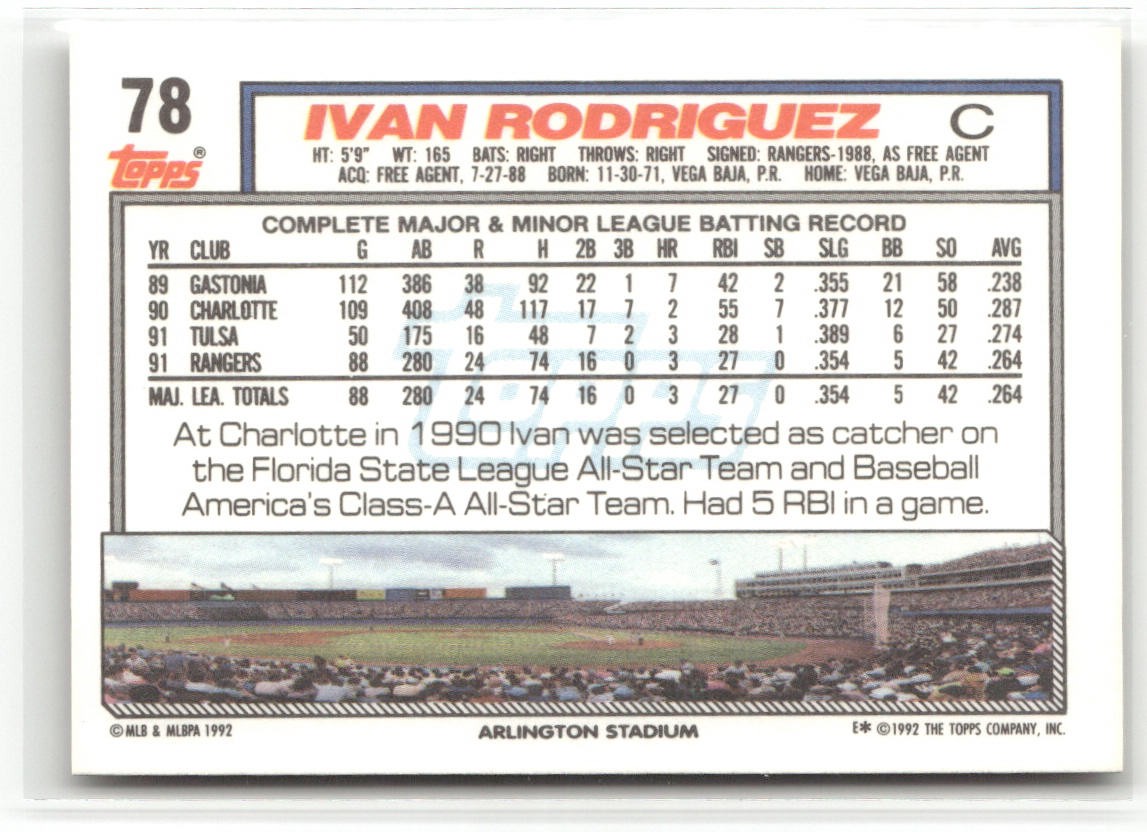 78
IVAN RODRIGUEZ C
TOPPS®
HT: 5'9" WT: 165 BATS: RIGHT THROWS: RIGHT SIGNED: RANGERS-1988, AS FREE AGENT
ACQ: FREE AGENT, 7-27-88 BORN: 11-30-71, VEGA BAJA, P.R. HOME: VEGA BAJA, P.R.
COMPLETE MAJOR & MINOR LEAGUE BATTING RECORD
YR CLUB G AB R H 2B 3B HR RBI SB SLG BB SO AVG
89 GASTONIA 112 386 38 92 22 1 7 42 2 .355 21 58 .238
90 CHARLOTTE 109 408 48 117 17 7 2 55 7 .377 12 50 .287
91 TULSA 50 175 16 48 7 2 3 28 1 .389 6 27 .274
91 RANGERS 88 280 24 74 16 0 3 27 0 .354 5 42 .264
MAJ. LEA. TOTALS 88 280 24 74 16 0 3 27 0 .354 5 42 .264
TOPPS
At Charlotte in 1990 Ivan was selected as catcher on
the Florida State League All-Star Team and Baseball
America's Class-A All-Star Team. Had 5 RBI in a game.
© MLB & MLBPA 1992
ARLINGTON STADIUM
E* ©1992 THE TOPPS COMPANY, INC.